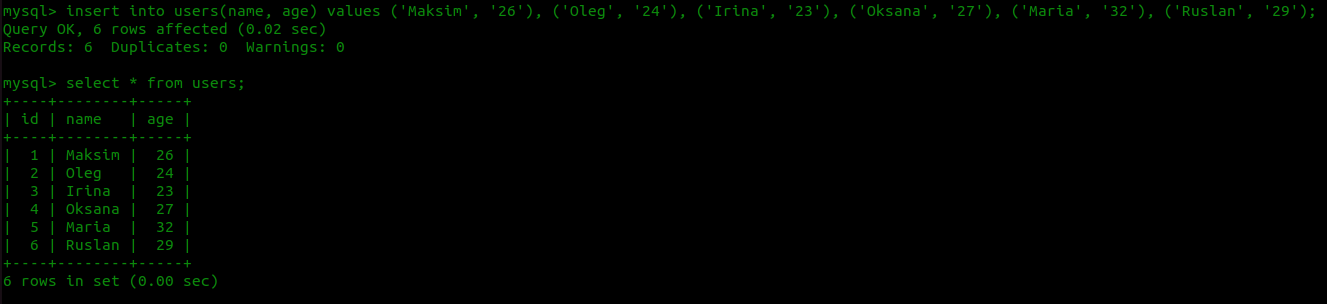 mysql> insert into users(name, age) values ('Maksim', '26'), ('Oleg', '24'), ('Irina', '23'), ('Oksana', '27'), ('Maria', '32'), ('Ruslan', '29');
Query OK, 6 rows affected (0.02 sec)
Records: 6  Duplicates: 0  Warnings: 0

mysql> select * from users;
+----+--------+-----+
| id | name   | age |
+----+--------+-----+
|  1 | Maksim |  26 |
|  2 | Oleg   |  24 |
|  3 | Irina  |  23 |
|  4 | Oksana |  27 |
|  5 | Maria  |  32 |
|  6 | Ruslan |  29 |
+----+--------+-----+
6 rows in set (0.00 sec)